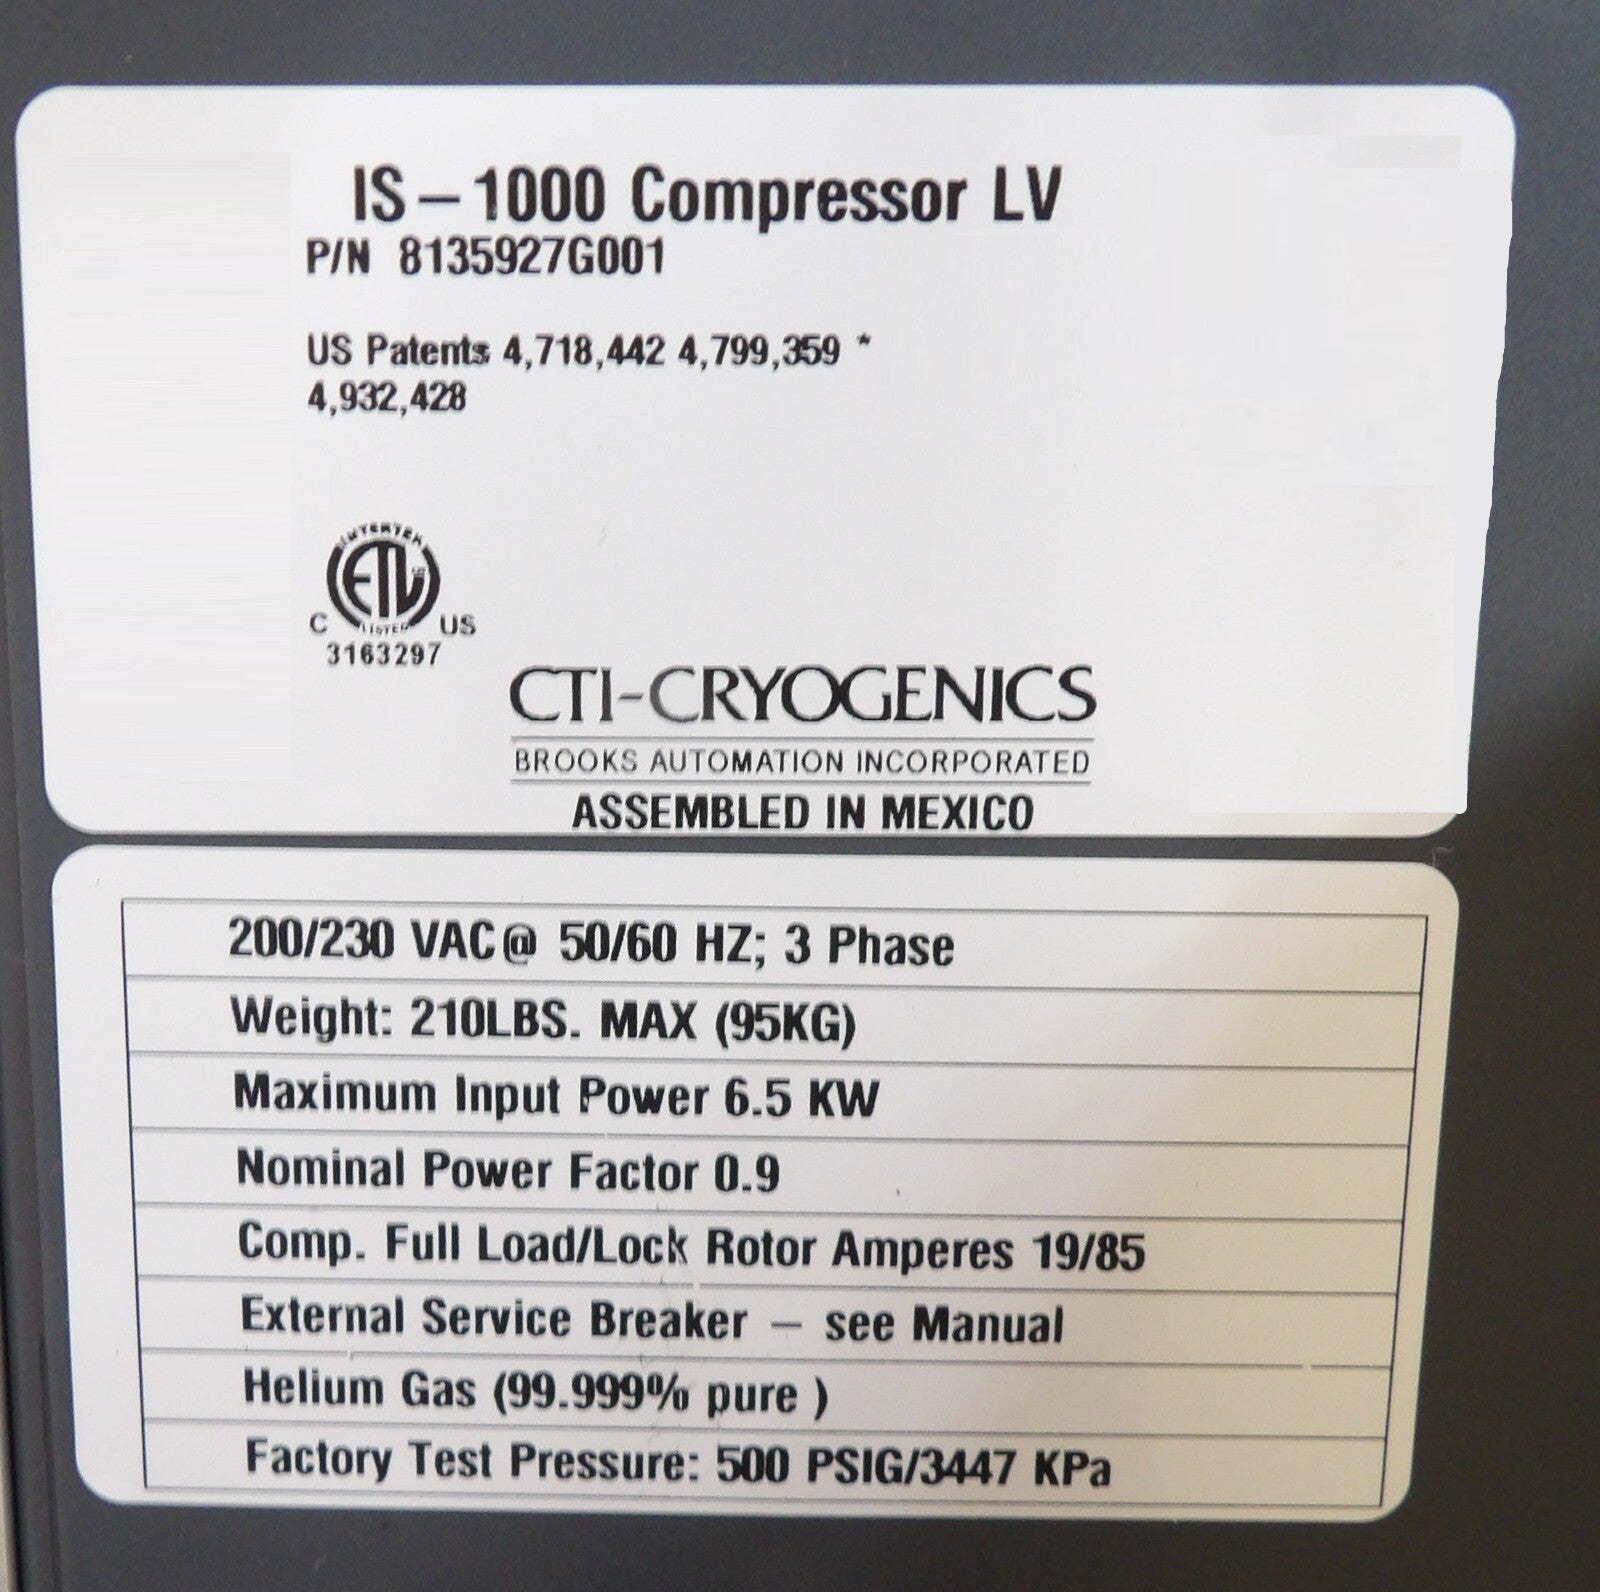 IS – 1000 Compressor LV
P/N 8135927G001
US Patents 4,718,442 4,799,359 *
4,932,428
INTERTEK
ETL
LISTED
C US
3163297
CTI-CRYOGENICS
BROOKS AUTOMATION INCORPORATED
ASSEMBLED IN MEXICO
200/230 VAC@ 50/60 HZ; 3 Phase
Weight: 210LBS. MAX (95KG)
Maximum Input Power 6.5 KW
Nominal Power Factor 0.9
Comp. Full Load/Lock Rotor Amperes 19/85
External Service Breaker – see Manual
Helium Gas (99.999% pure )
Factory Test Pressure: 500 PSIG/3447 KPa